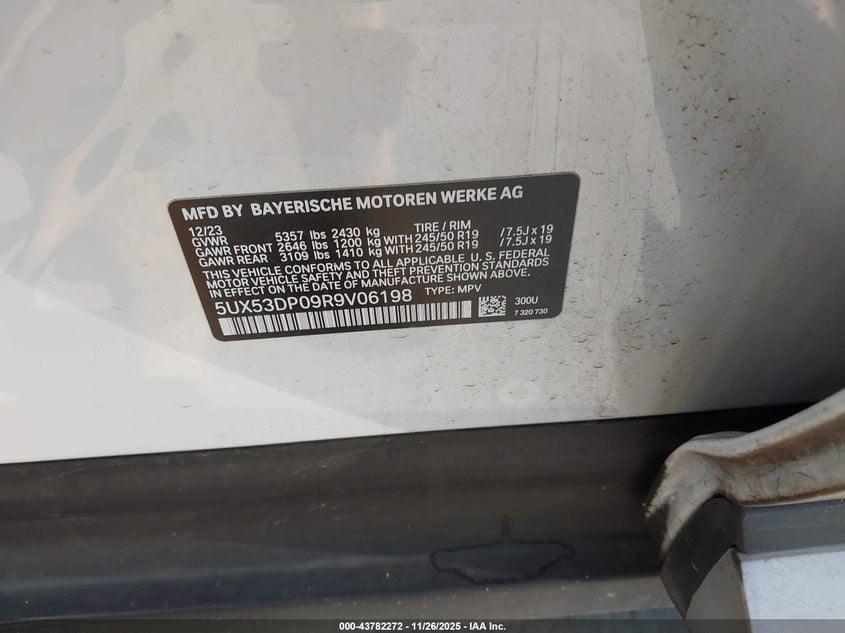 MFD BY BAYERISCHE MOTOREN WERKE AG
12/23 TIRE / RIM
GVWR 5357 lbs 2430 kg
GAWR FRONT 2646 lbs 1200 kg WITH 245/50 R19 /7.5J x 19
GAWR REAR 3109 lbs 1410 kg WITH 245/50 R19 /7.5J x 19
THIS VEHICLE CONFORMS TO ALL APPLICABLE U. S. FEDERAL
MOTOR VEHICLE SAFETY AND THEFT PREVENTION STANDARDS
IN EFFECT ON THE DATE OF MANUFACTURE SHOWN ABOVE.
5UX53DP09R9V06198 TYPE: MPV
300U
7 320 730
000-43782272 - 11/26/2025 - IAA Inc.